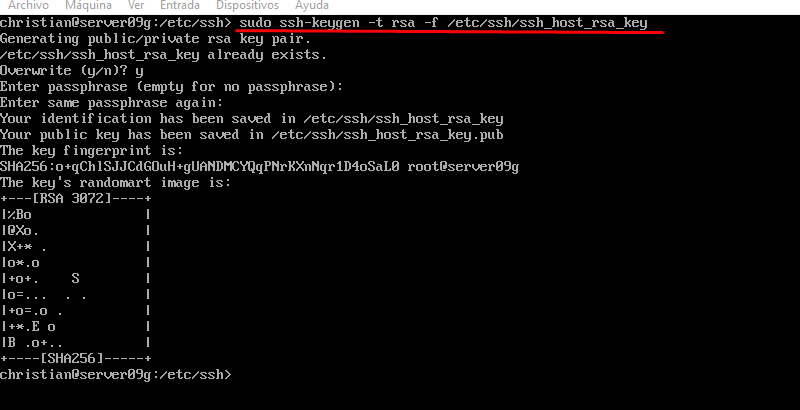 Archivo Máquina Ver Entrada Dispositivos Ayuda
christian@server09g:/etc/ssh> sudo ssh-keygen -t rsa -f /etc/ssh/ssh_host_rsa_key
Generating public/private rsa key pair.
/etc/ssh/ssh_host_rsa_key already exists.
Overwrite (y/n)? y
Enter passphrase (empty for no passphrase):
Enter same passphrase again:
Your identification has been saved in /etc/ssh/ssh_host_rsa_key
Your public key has been saved in /etc/ssh/ssh_host_rsa_key.pub
The key fingerprint is:
SHA256:o+qChlSJJCdGOuH+gUANDMCYQqPNrKXnNqr1D4oSaL0 root@server09g
The key's randomart image is:
+---[RSA 3072]----+
|%Bo              |
|@Xo.             |
|X+* .            |
|o*.o             |
|+o+.    S        |
|o=...  . .       |
|+o=.o .          |
|+*.E o           |
|B .o+..          |
+----[SHA256]-----+
christian@server09g:/etc/ssh>